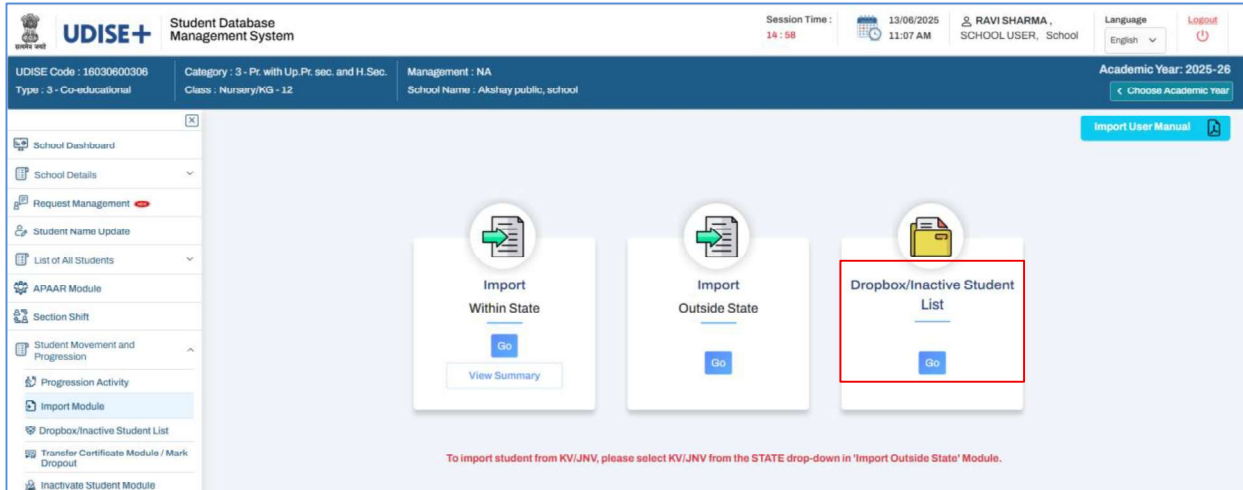 सत्यमेव जयते
UDISE+
Student Database
Management System
Session Time :
14 : 58
13/06/2025
11:07 AM
RAVI SHARMA ,
SCHOOL USER, School
Language
English
Logout
UDISE Code : 16030600306
Type : 3 - Co-educational
Category : 3 - Pr. with Up.Pr. sec. and H.Sec.
Class : Nursery/KG - 12
Management : NA
School Name : Akshay public, school
Academic Year: 2025-26
< Choose Academic Year
Import User Manual
School Dashboard
School Details
Request Management
Student Name Update
List of All Students
APAAR Module
Section Shift
Student Movement and
Progression
Progression Activity
Import Module
Dropbox/Inactive Student List
Transfer Certificate Module / Mark
Dropout
Inactivate Student Module
Import
Within State
Go
View Summary
Import
Outside State
Go
Dropbox/Inactive Student
List
Go
To import student from KV/JNV, please select KV/JNV from the STATE drop-down in 'Import Outside State' Module.